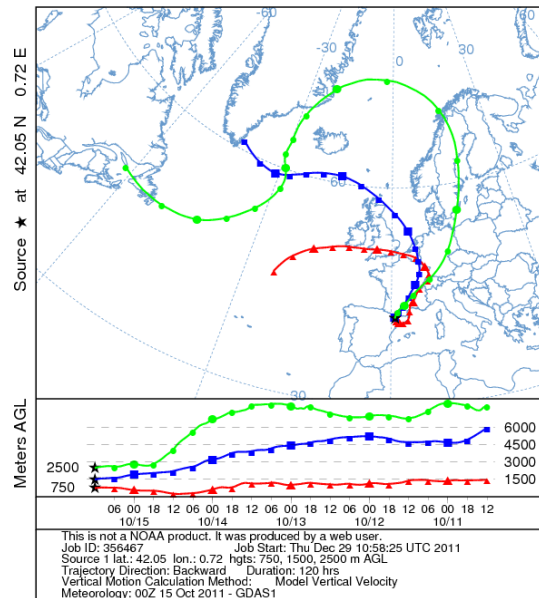 Source ★ at 42.05 N 0.72 E
-60
-45
-30
-15
0
15
60
45
-30
Meters AGL
6000
4500
3000
1500
2500
750
06 00 18 12 06 00 18 12 06 00 18 12 06 00 18 12 06 00 18 12
10/15 10/14 10/13 10/12 10/11
This is not a NOAA product. It was produced by a web user.
Job ID: 356467 Job Start: Thu Dec 29 10:58:25 UTC 2011
Source 1 lat.: 42.05 lon.: 0.72 hgts: 750, 1500, 2500 m AGL
Trajectory Direction: Backward Duration: 120 hrs
Vertical Motion Calculation Method: Model Vertical Velocity
Meteorology: 00Z 15 Oct 2011 - GDAS1